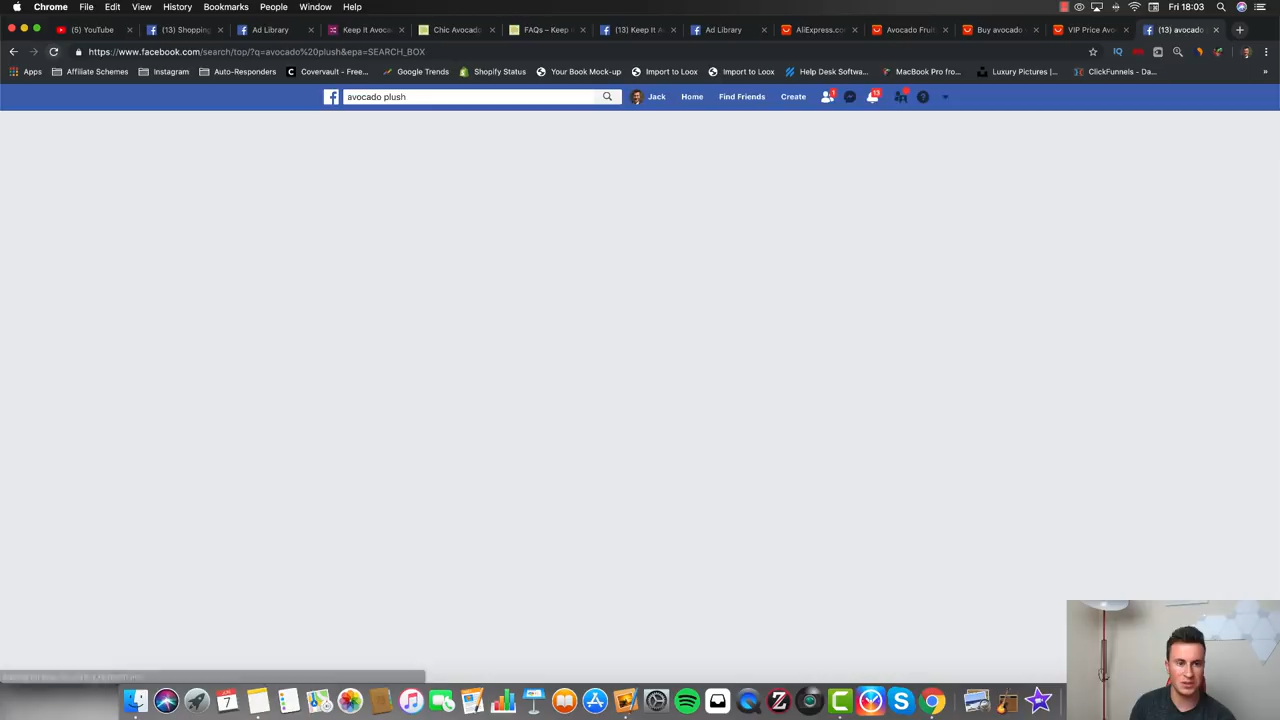 Chrome File Edit View History Bookmarks People Window Help Fri 18:03
(5) YouTube (13) Shopping Ad Library Keep It Avoca Chic Avocado FAQs – Keep (13) Keep It A Ad Library AliExpress.co Avocado Frui Buy avocado VIP Price Avo (13) avocado
https://www.facebook.com/search/top/?q=avocado%20plush&epa=SEARCH_BOX
Apps Affiliate Schemes Instagram Auto-Responders Covervault - Free... Google Trends Shopify Status Your Book Mock-up Import to Loox Import to Loox Help Desk Softwa... MacBook Pro from... Luxury Pictures |... ClickFunnels - Da... »
avocado plush Jack Home Find Friends Create 1 13
7